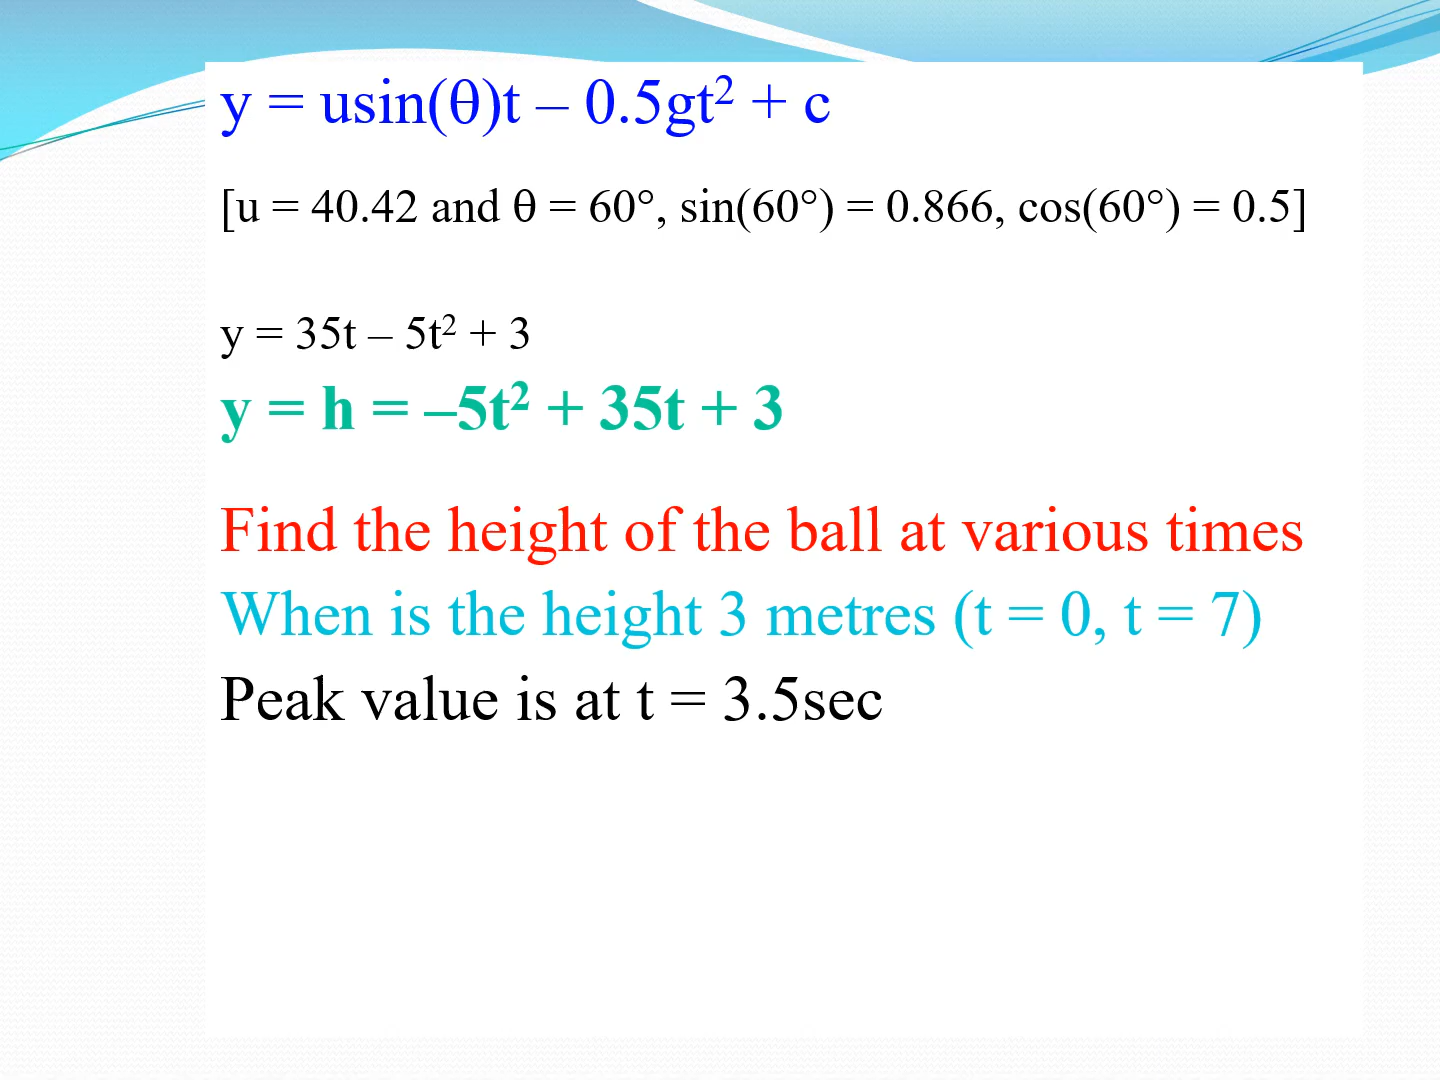 y = usin(θ)t – 0.5gt² + c
[u = 40.42 and θ = 60°, sin(60°) = 0.866, cos(60°) = 0.5]
y = 35t – 5t² + 3
y = h = –5t² + 35t + 3
Find the height of the ball at various times
When is the height 3 metres (t = 0, t = 7)
Peak value is at t = 3.5sec